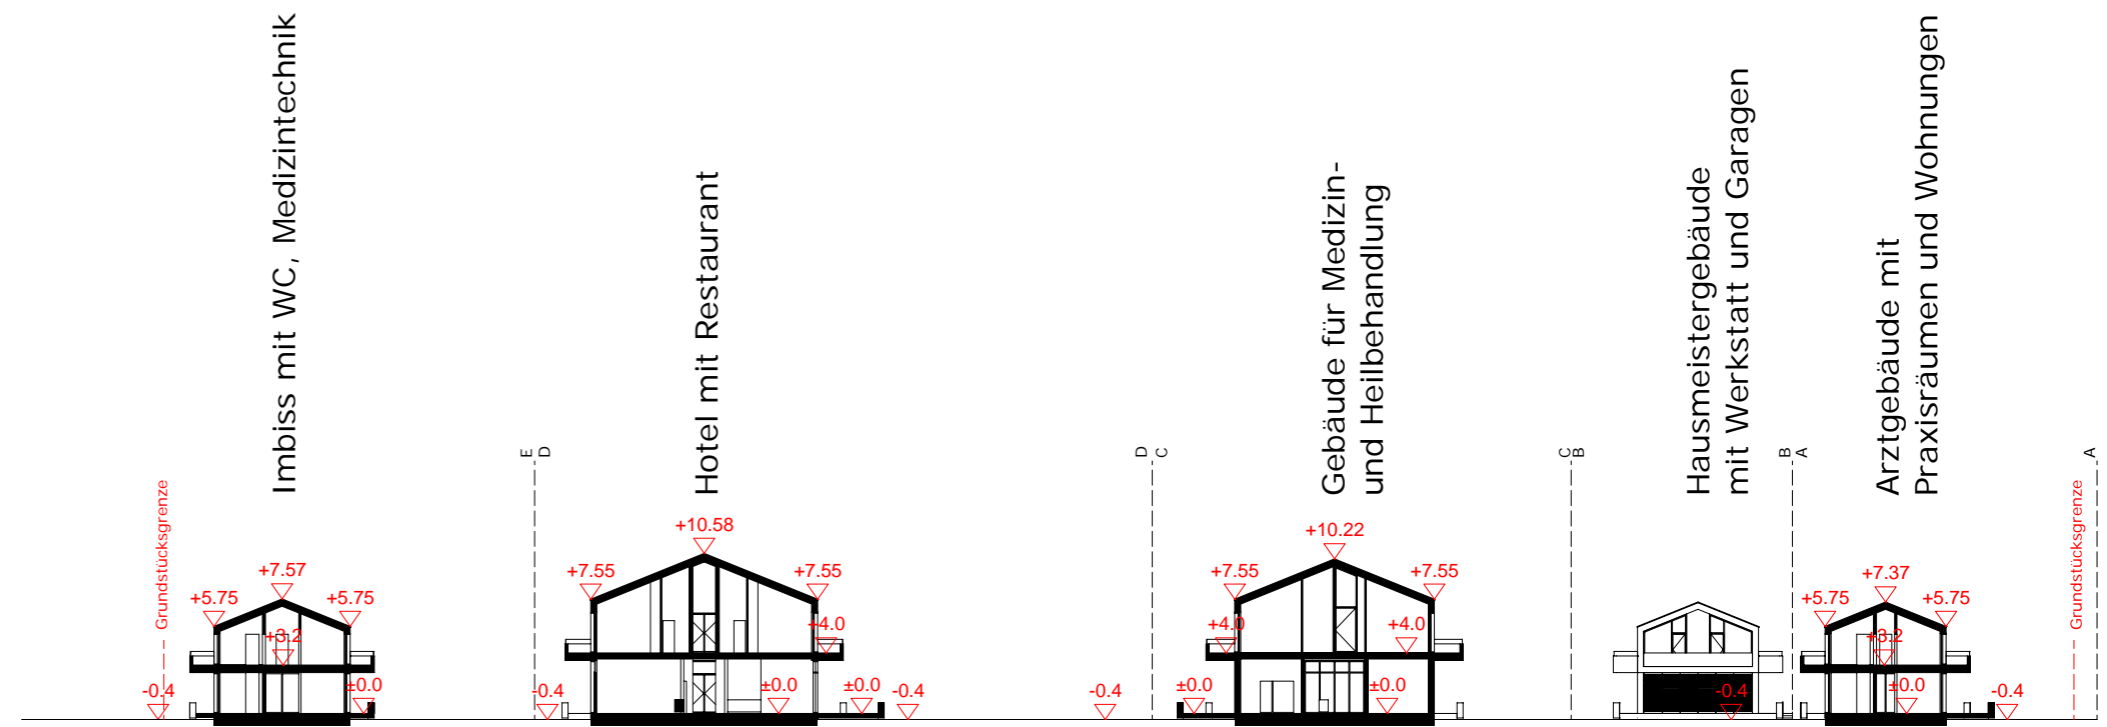 Imbiss mit WC, Medizintechnik
Hotel mit Restaurant
Gebäude für Medizin-
und Heilbehandlung
Hausmeistergebäude
mit Werkstatt und Garagen
Arztgebäude mit
Praxisräumen und Wohnungen
Grundstücksgrenze
E
D
D
C
C
B
B
A
A
Grundstücksgrenze
+7.57
+5.75
+5.75
+3.2
-0.4
±0.0
+10.58
+7.55
+7.55
+4.0
-0.4
±0.0
±0.0
-0.4
+10.22
+7.55
+7.55
+4.0
+4.0
-0.4
±0.0
±0.0
-0.4
+7.37
+5.75
+5.75
+3.2
±0.0
-0.4